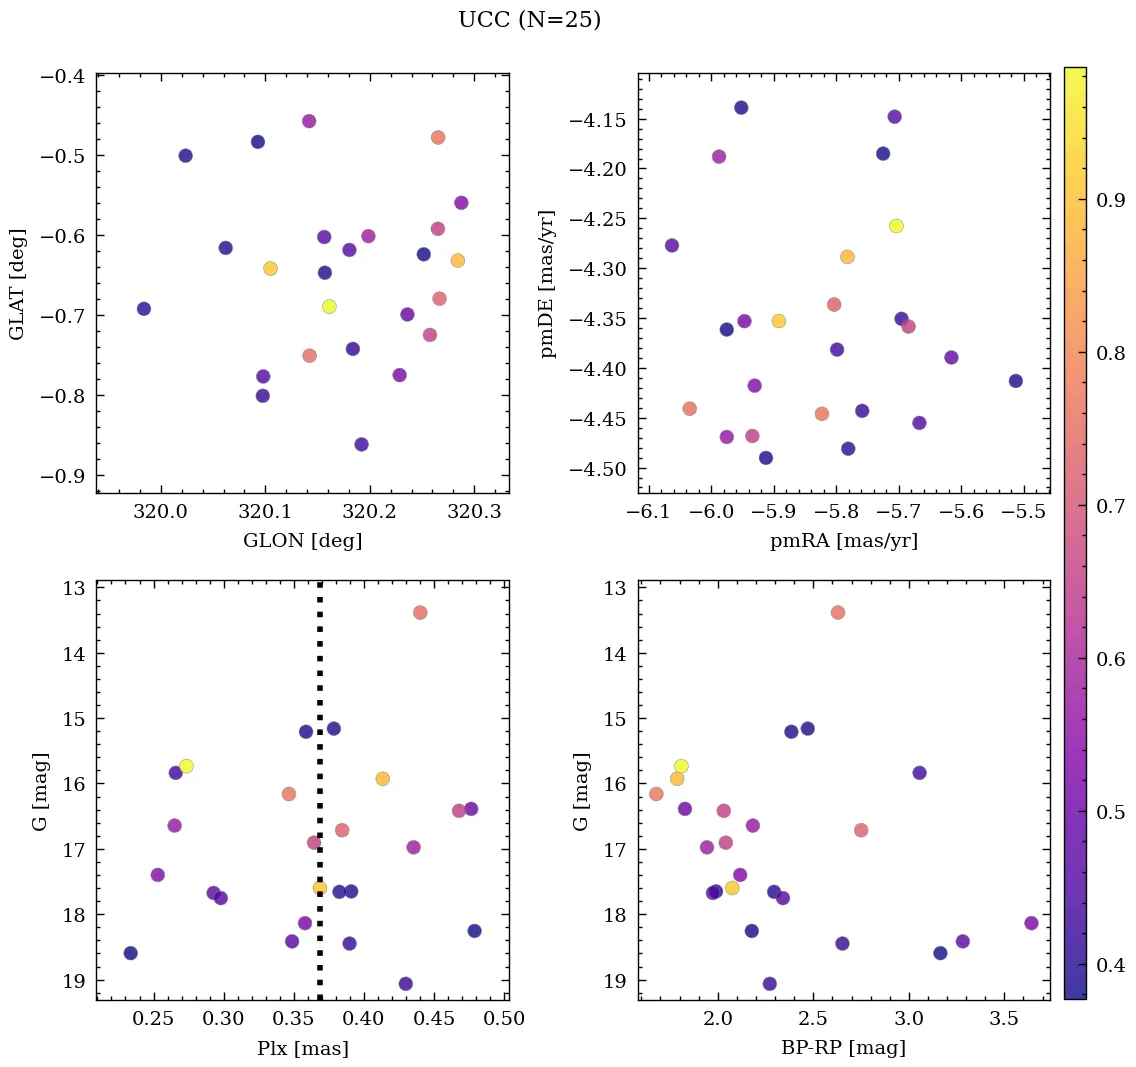 UCC (N=25)
−0.4
−0.5
−0.6
−0.7
−0.8
−0.9
GLAT [deg]
320.0 320.1 320.2 320.3
GLON [deg]
−4.15
−4.20
−4.25
−4.30
−4.35
−4.40
−4.45
−4.50
pmDE [mas/yr]
−6.1 −6.0 −5.9 −5.8 −5.7 −5.6 −5.5
pmRA [mas/yr]
13
14
15
16
17
18
19
G [mag]
0.25 0.30 0.35 0.40 0.45 0.50
Plx [mas]
13
14
15
16
17
18
19
G [mag]
2.0 2.5 3.0 3.5
BP-RP [mag]
0.9
0.8
0.7
0.6
0.5
0.4